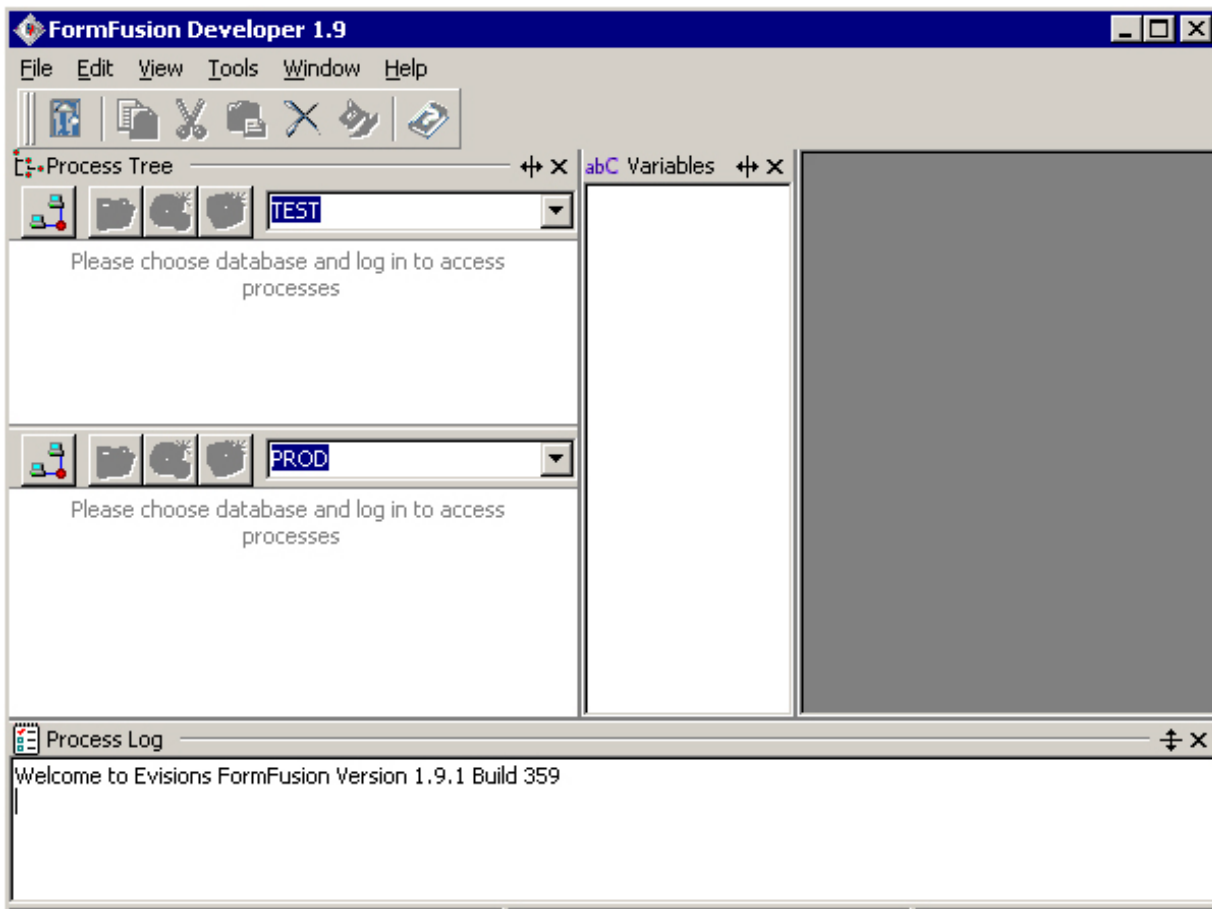 FormFusion Developer 1.9
File Edit View Tools Window Help
Process Tree
abC Variables
TEST
Please choose database and log in to access
processes
PROD
Please choose database and log in to access
processes
Process Log
Welcome to Evisions FormFusion Version 1.9.1 Build 359